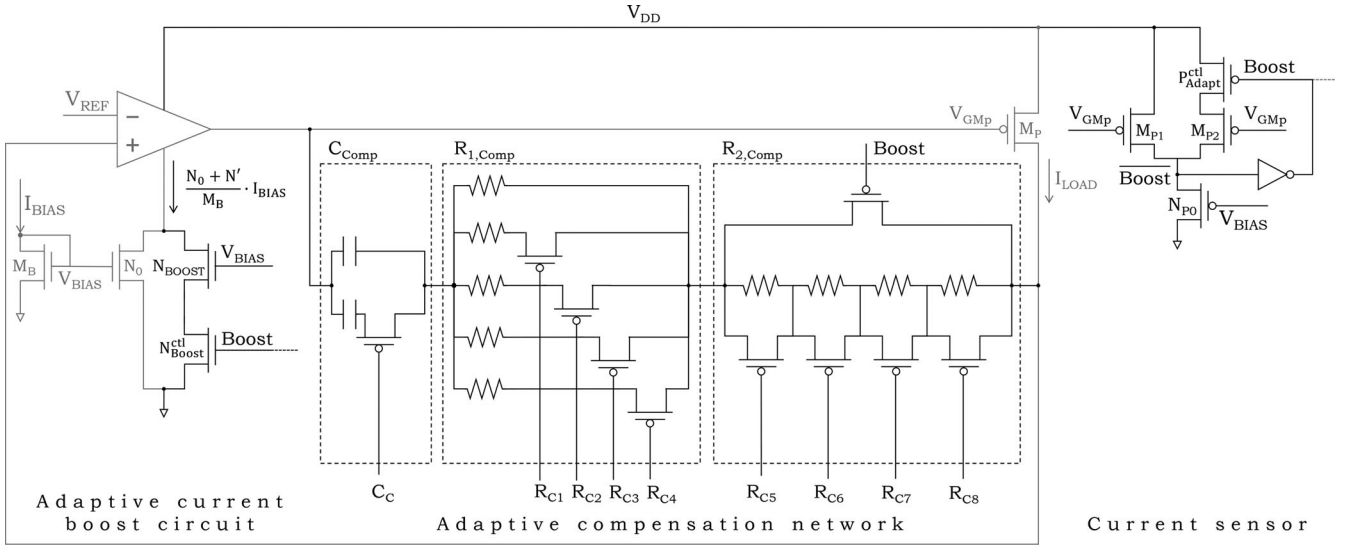 V_DD
Boost
P_Adapt^ctl
V_REF
−
+
V_GMp
M_P
V_GMp
M_P1
M_P2
V_GMp
C_Comp
R_1,Comp
R_2,Comp
Boost
(N_0 + N′)/M_B · I_BIAS
I_LOAD
B̅o̅o̅s̅t̅
N_P0
V_BIAS
I_BIAS
M_B
V_BIAS
N_0
N_BOOST
V_BIAS
N_Boost^ctl
Boost
C_C
R_C1
R_C2
R_C3
R_C4
R_C5
R_C6
R_C7
R_C8
Adaptive current
boost circuit
Adaptive compensation network
Current sensor